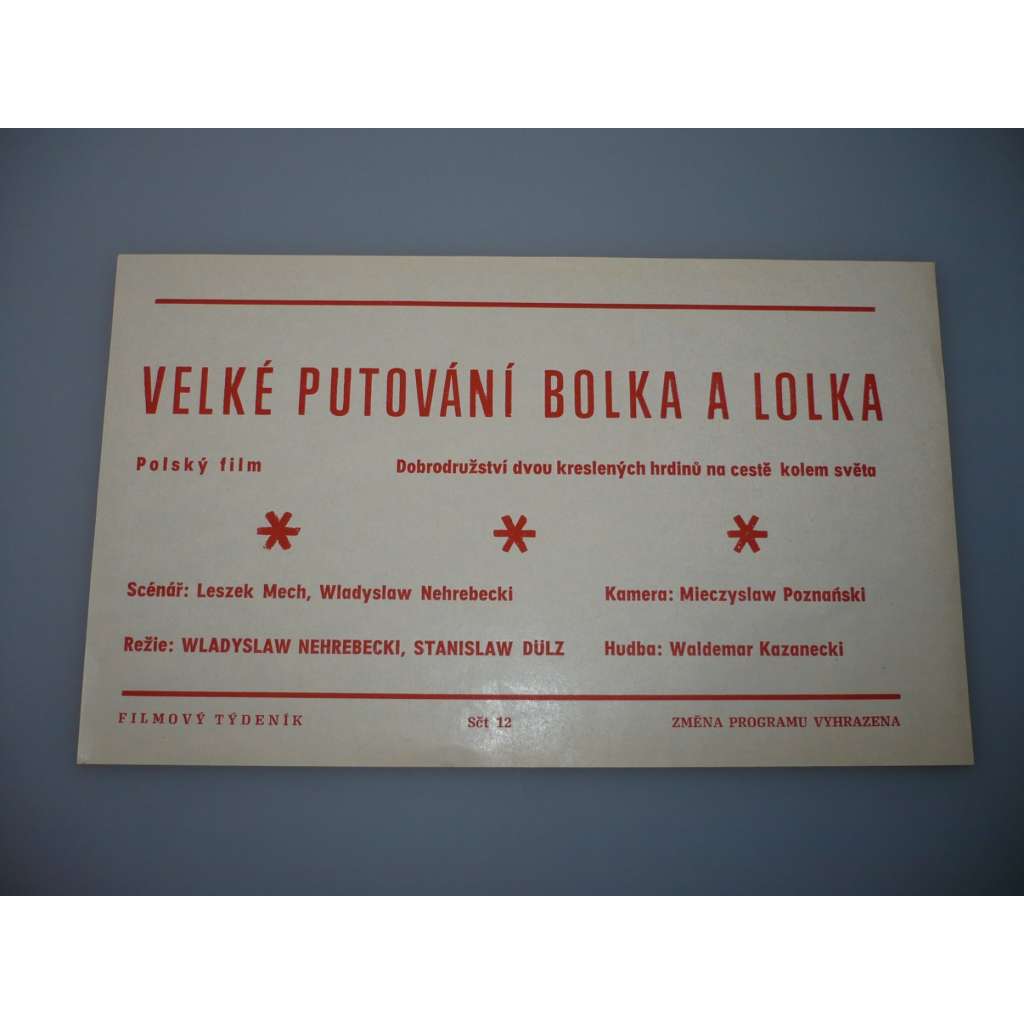 VELKÉ PUTOVÁNÍ BOLKA A LOLKA
Polský film Dobrodružství dvou kreslených hrdinů na cestě kolem světa
* * *
Scénář: Leszek Mech, Wladyslaw Nehrebecki Kamera: Mieczyslaw Poznański
Režie: WLADYSLAW NEHREBECKI, STANISLAW DÜLZ Hudba: Waldemar Kazanecki
FILMOVÝ TÝDENÍK Sčt 12 ZMĚNA PROGRAMU VYHRAZENA